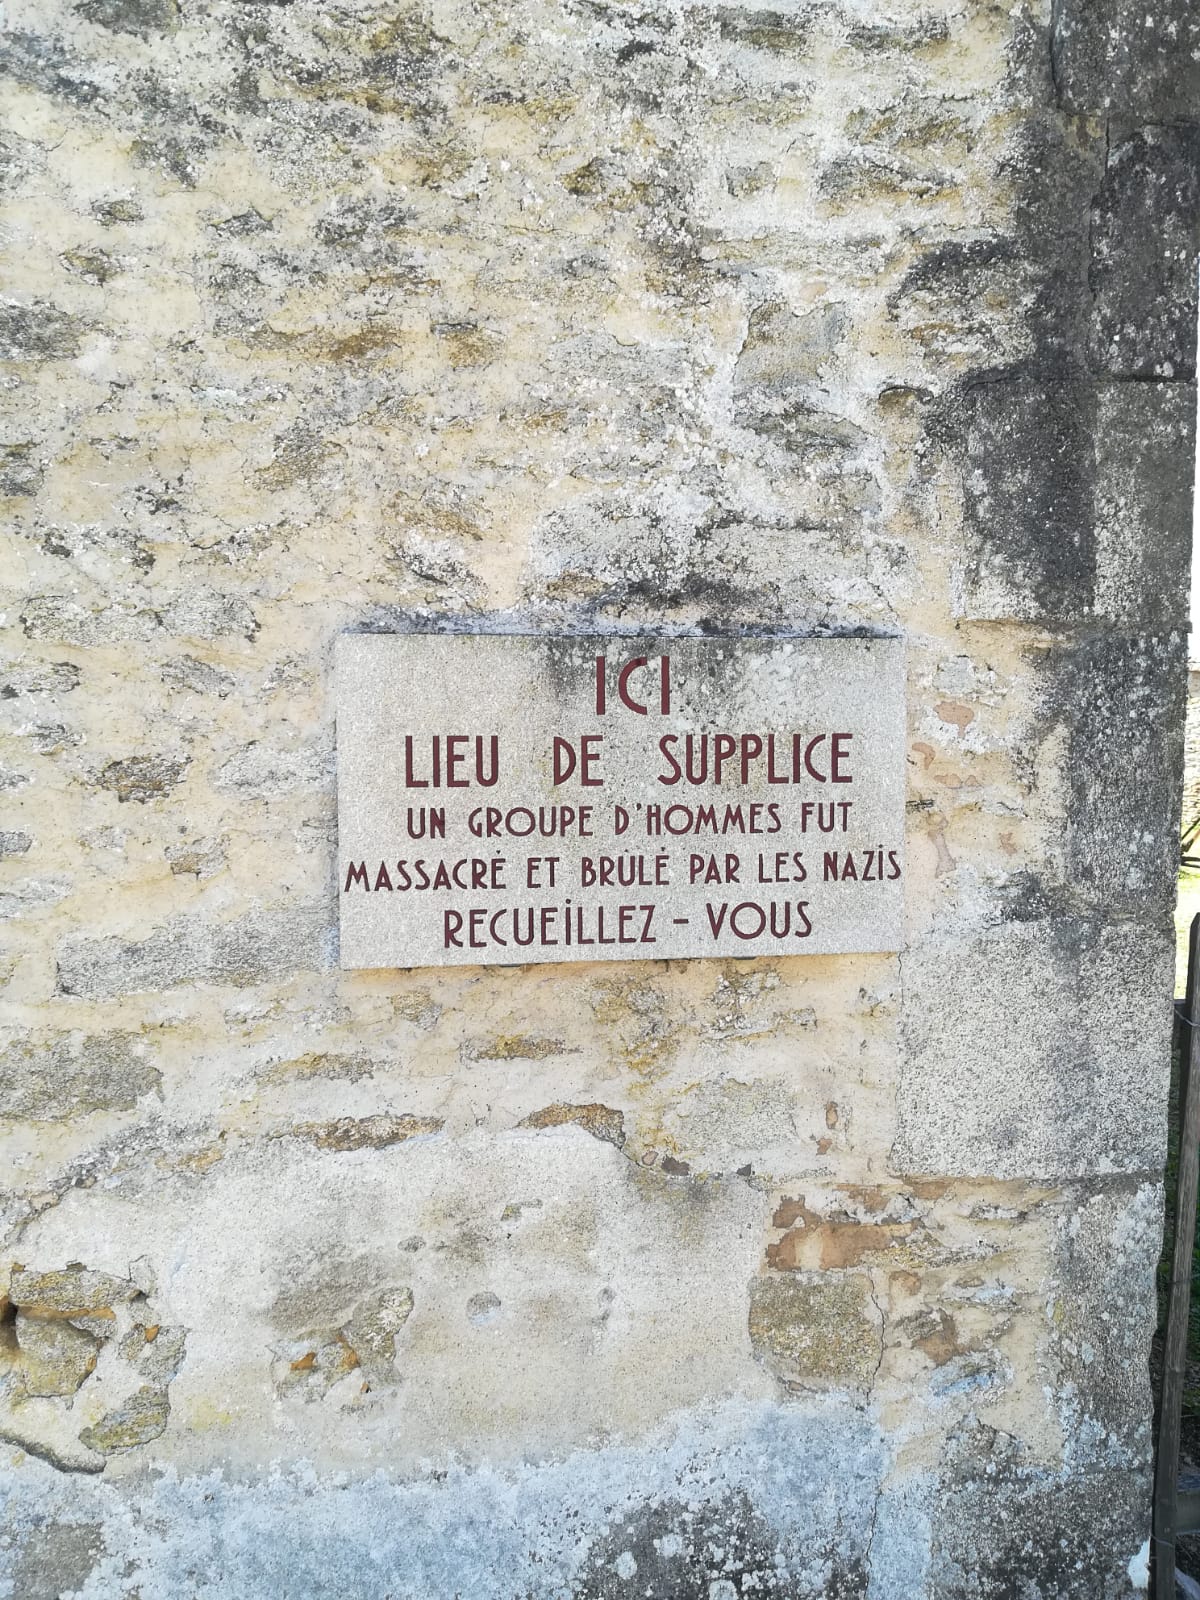 ICI
LIEU DE SUPPLICE
UN GROUPE D'HOMMES FUT
MASSACRÉ ET BRÛLÉ PAR LES NAZIS
RECUEILLEZ - VOUS